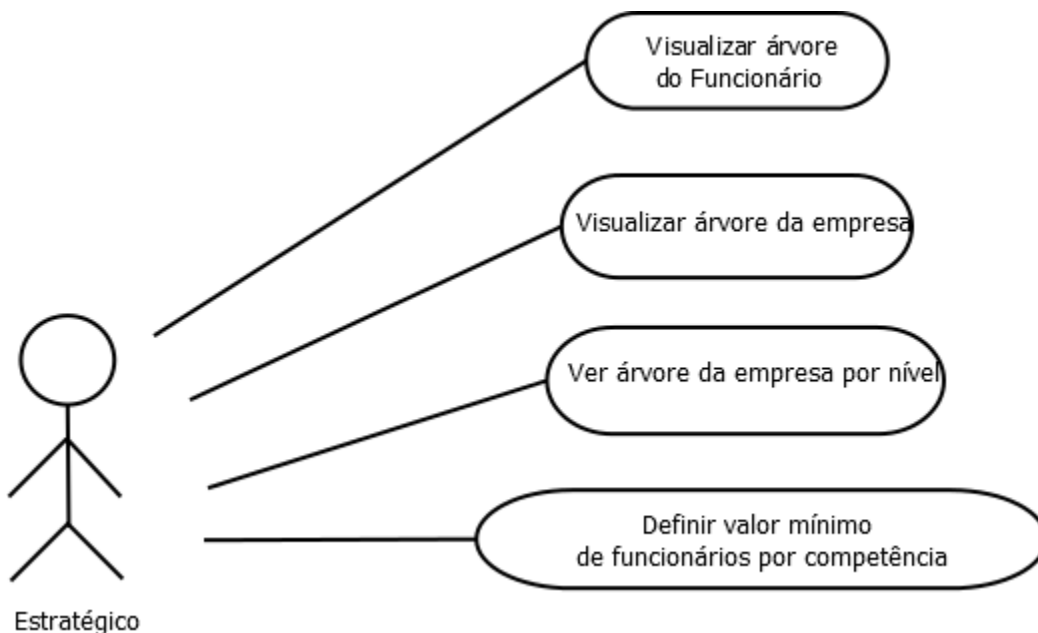 Visualizar árvore
do Funcionário
Visualizar árvore da empresa
Ver árvore da empresa por nível
Definir valor mínimo
de funcionários por competência
Estratégico